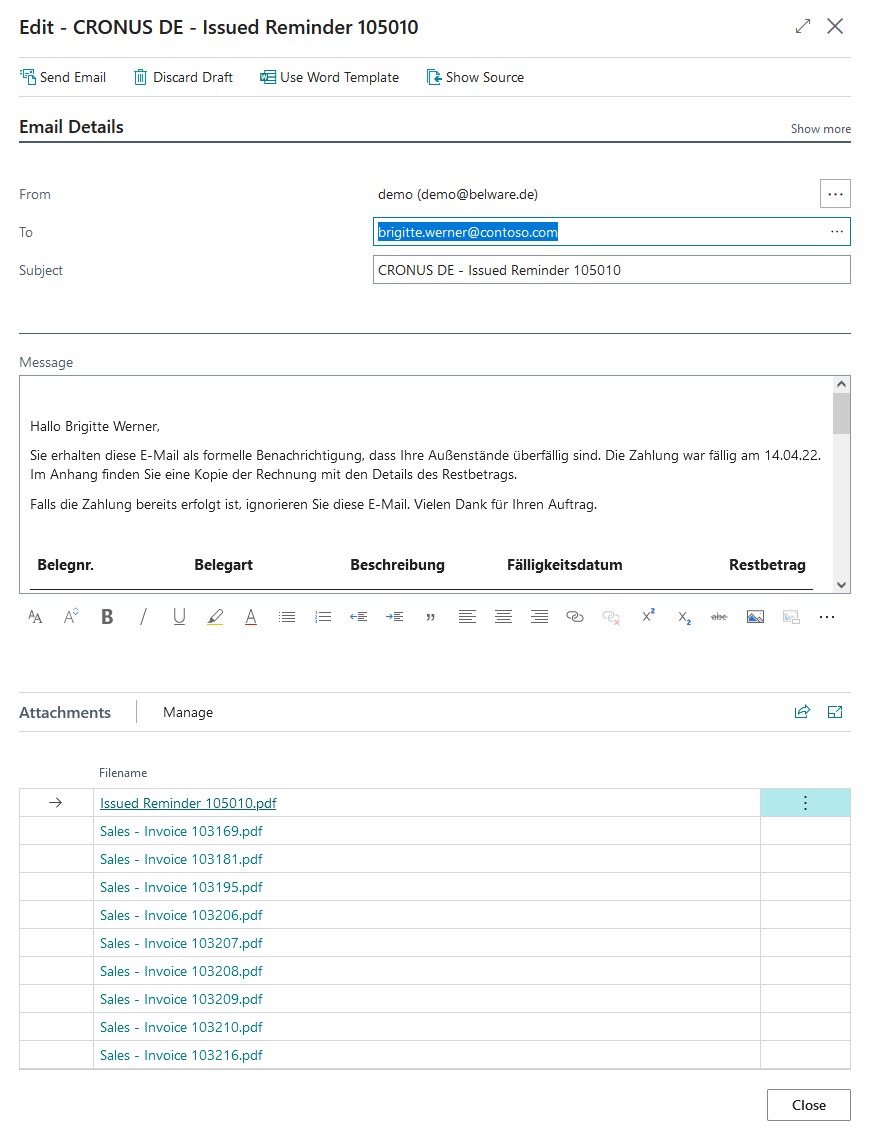 Edit - CRONUS DE - Issued Reminder 105010
Send Email Discard Draft Use Word Template Show Source
Email Details Show more
From demo (demo@belware.de) ...
To brigitte.werner@contoso.com ...
Subject CRONUS DE - Issued Reminder 105010
Message
Hallo Brigitte Werner,
Sie erhalten diese E-Mail als formelle Benachrichtigung, dass Ihre Außenstände überfällig sind. Die Zahlung war fällig am 14.04.22.
Im Anhang finden Sie eine Kopie der Rechnung mit den Details des Restbetrags.
Falls die Zahlung bereits erfolgt ist, ignorieren Sie diese E-Mail. Vielen Dank für Ihren Auftrag.
Belegnr. Belegart Beschreibung Fälligkeitsdatum Restbetrag
AA A B / U A " X² X₂ abc ...
Attachments Manage
Filename
Issued Reminder 105010.pdf
Sales - Invoice 103169.pdf
Sales - Invoice 103181.pdf
Sales - Invoice 103195.pdf
Sales - Invoice 103206.pdf
Sales - Invoice 103207.pdf
Sales - Invoice 103208.pdf
Sales - Invoice 103209.pdf
Sales - Invoice 103210.pdf
Sales - Invoice 103216.pdf
Close